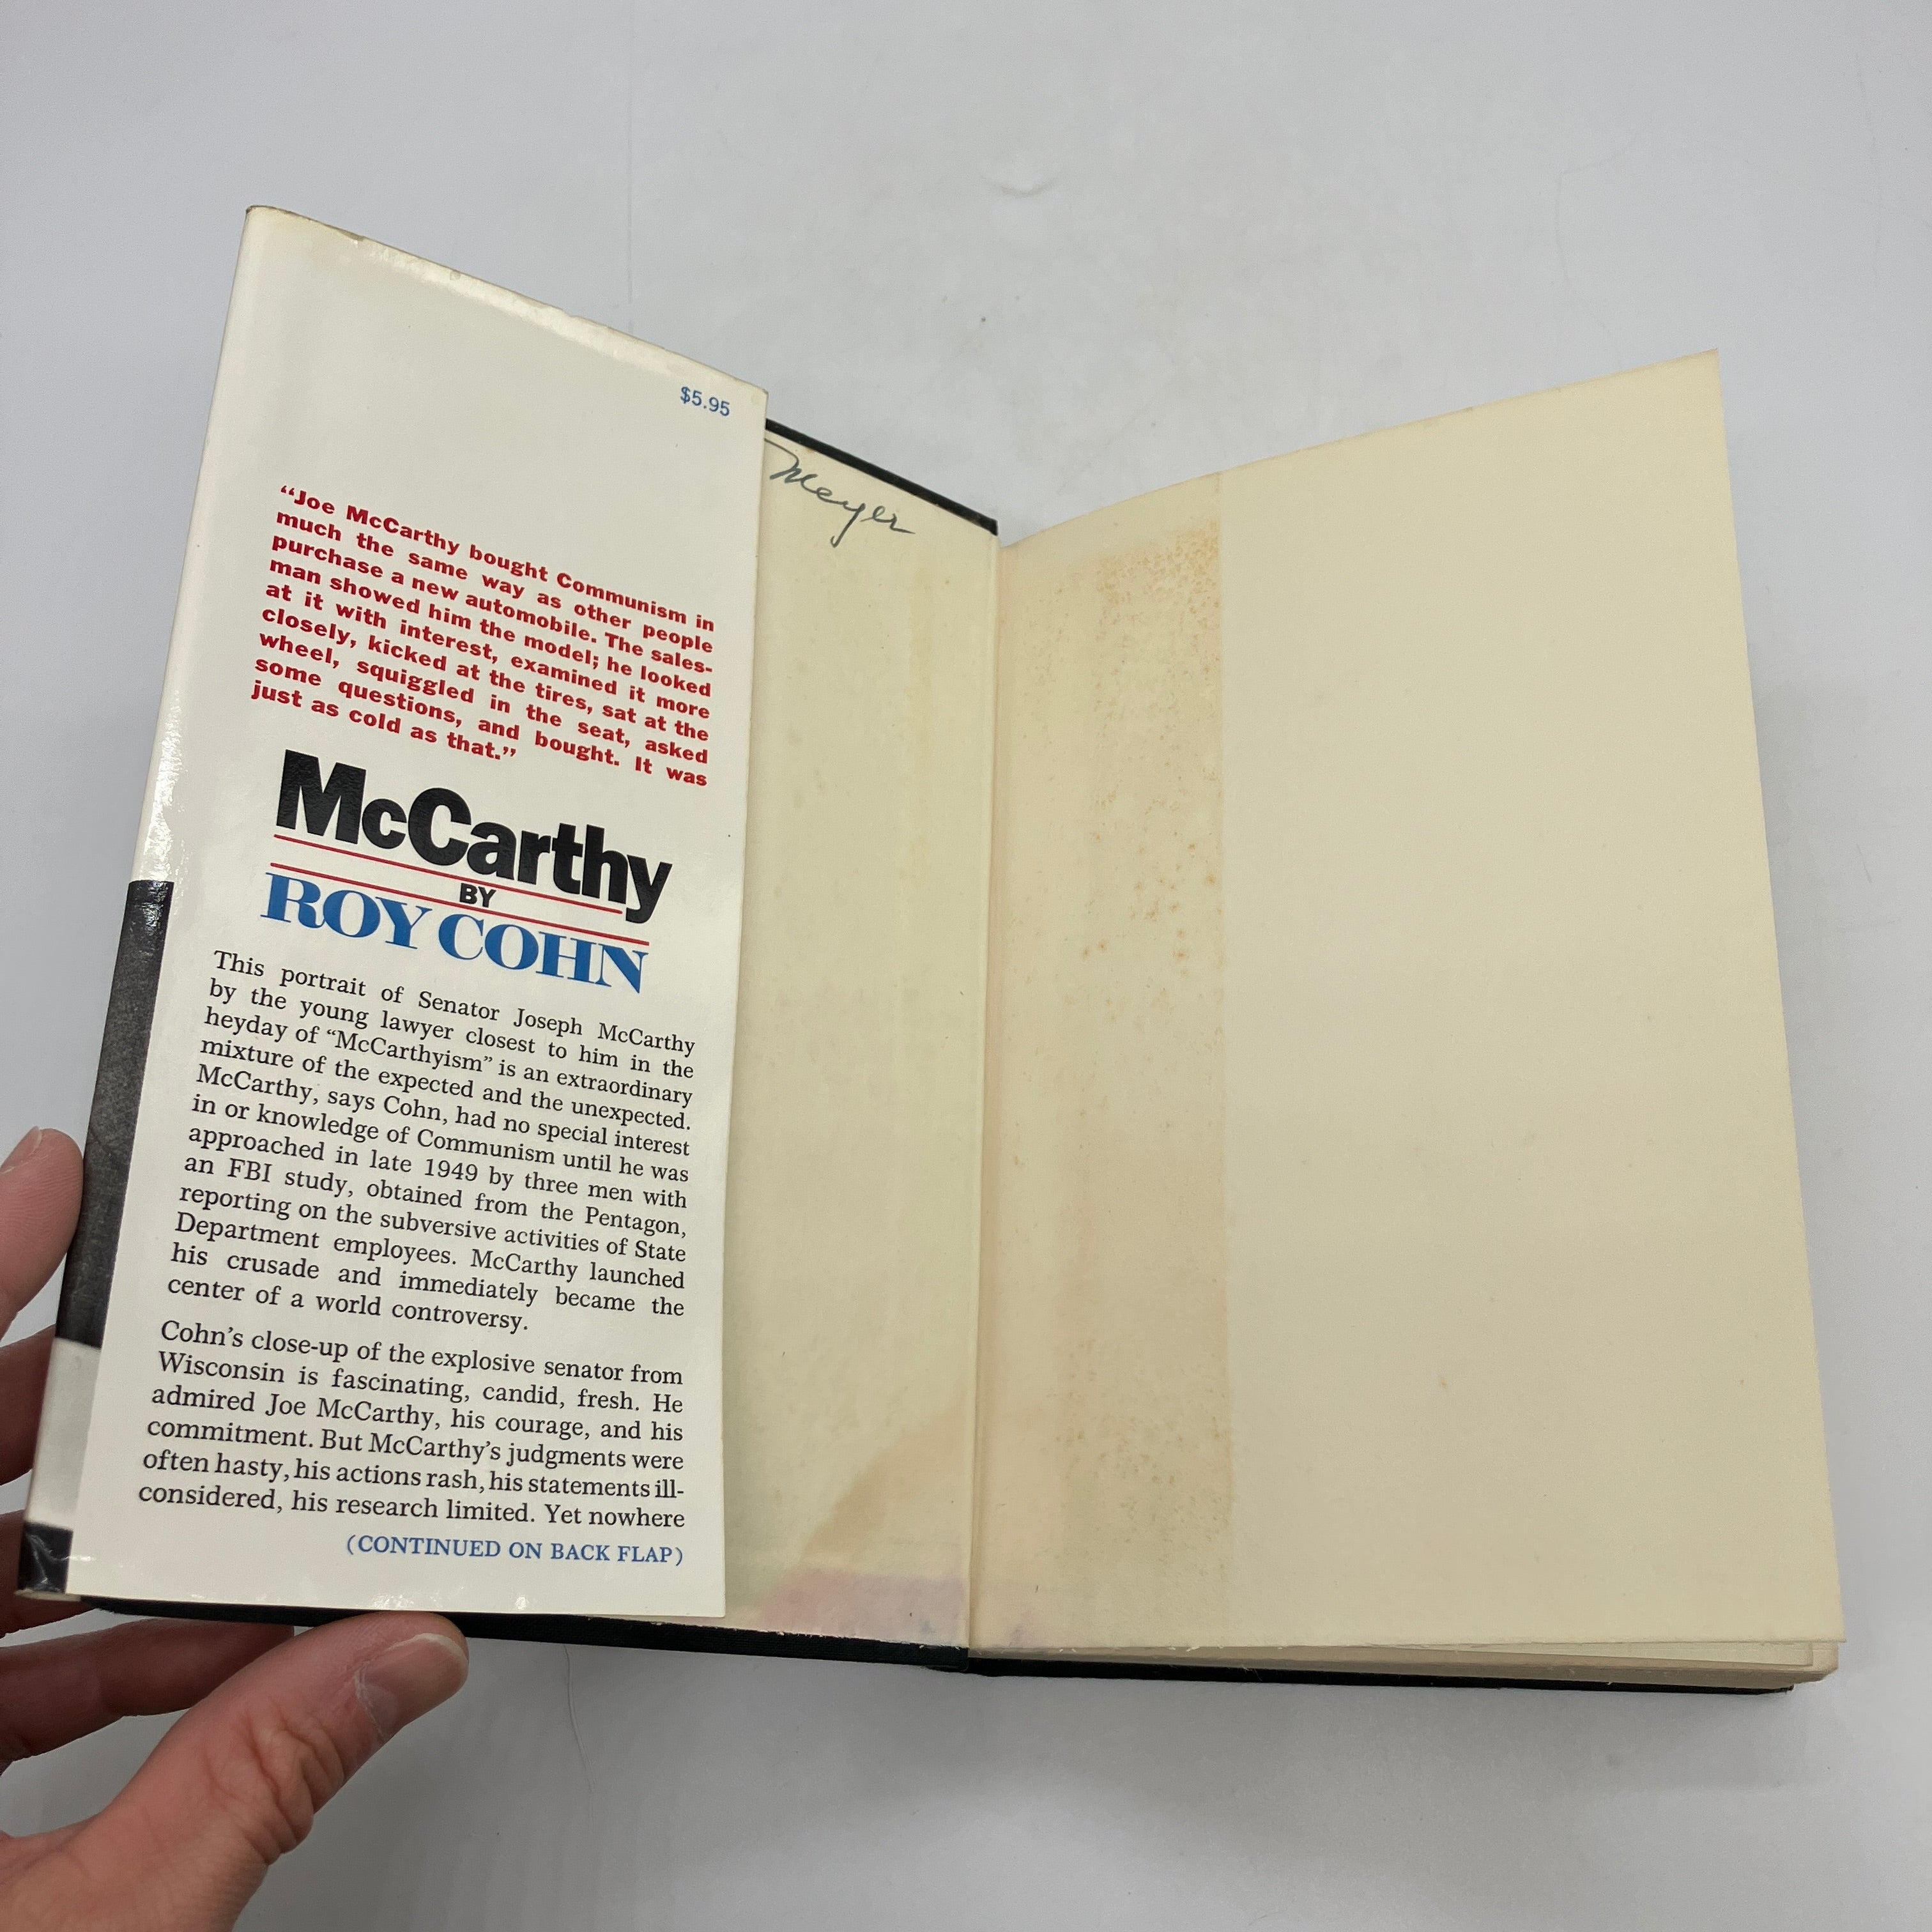 $5.95
Meyer
“Joe McCarthy bought Communism in
much the same way as other people
purchase a new automobile. The sales-
man showed him the model; he looked
at it with interest, examined it more
closely, kicked at the tires, sat at the
wheel, squiggled in the seat, asked
some questions, and bought. It was
just as cold as that.”
McCarthy
BY
ROY COHN
This portrait of Senator Joseph McCarthy
by the young lawyer closest to him in the
heyday of “McCarthyism” is an extraordinary
mixture of the expected and the unexpected.
McCarthy, says Cohn, had no special interest
in or knowledge of Communism until he was
approached in late 1949 by three men with
an FBI study, obtained from the Pentagon,
reporting on the subversive activities of State
Department employees. McCarthy launched
his crusade and immediately became the
center of a world controversy.
Cohn’s close-up of the explosive senator from
Wisconsin is fascinating, candid, fresh. He
admired Joe McCarthy, his courage, and his
commitment. But McCarthy’s judgments were
often hasty, his actions rash, his statements ill-
considered, his research limited. Yet nowhere
(CONTINUED ON BACK FLAP)